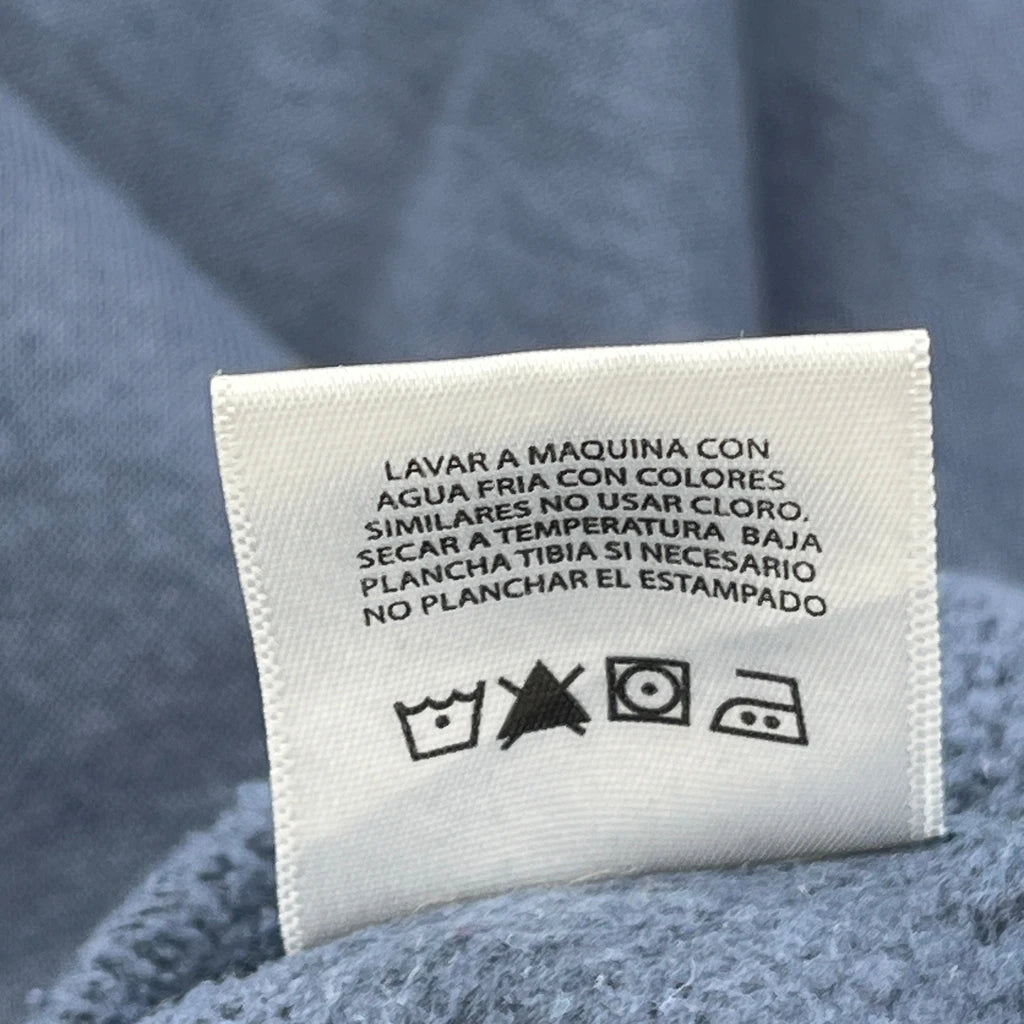 LAVAR A MAQUINA CON
AGUA FRIA CON COLORES
SIMILARES NO USAR CLORO.
SECAR A TEMPERATURA BAJA
PLANCHA TIBIA SI NECESARIO
NO PLANCHAR EL ESTAMPADO